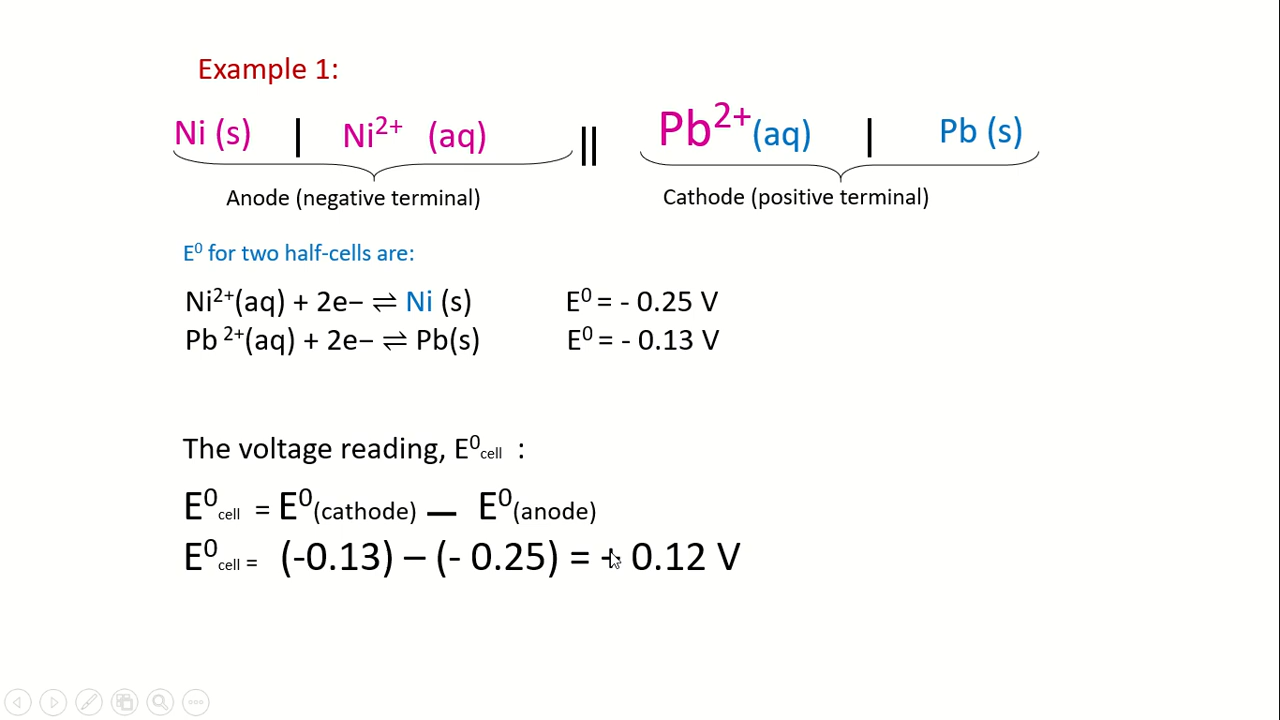 Example 1:
Ni (s) | Ni²⁺ (aq) || Pb²⁺(aq) | Pb (s)
Anode (negative terminal) Cathode (positive terminal)
E⁰ for two half-cells are:
Ni²⁺(aq) + 2e− ⇌ Ni (s) E⁰ = - 0.25 V
Pb ²⁺(aq) + 2e− ⇌ Pb(s) E⁰ = - 0.13 V
The voltage reading, E⁰cell :
E⁰cell = E⁰(cathode) — E⁰(anode)
E⁰cell = (-0.13) – (- 0.25) = + 0.12 V